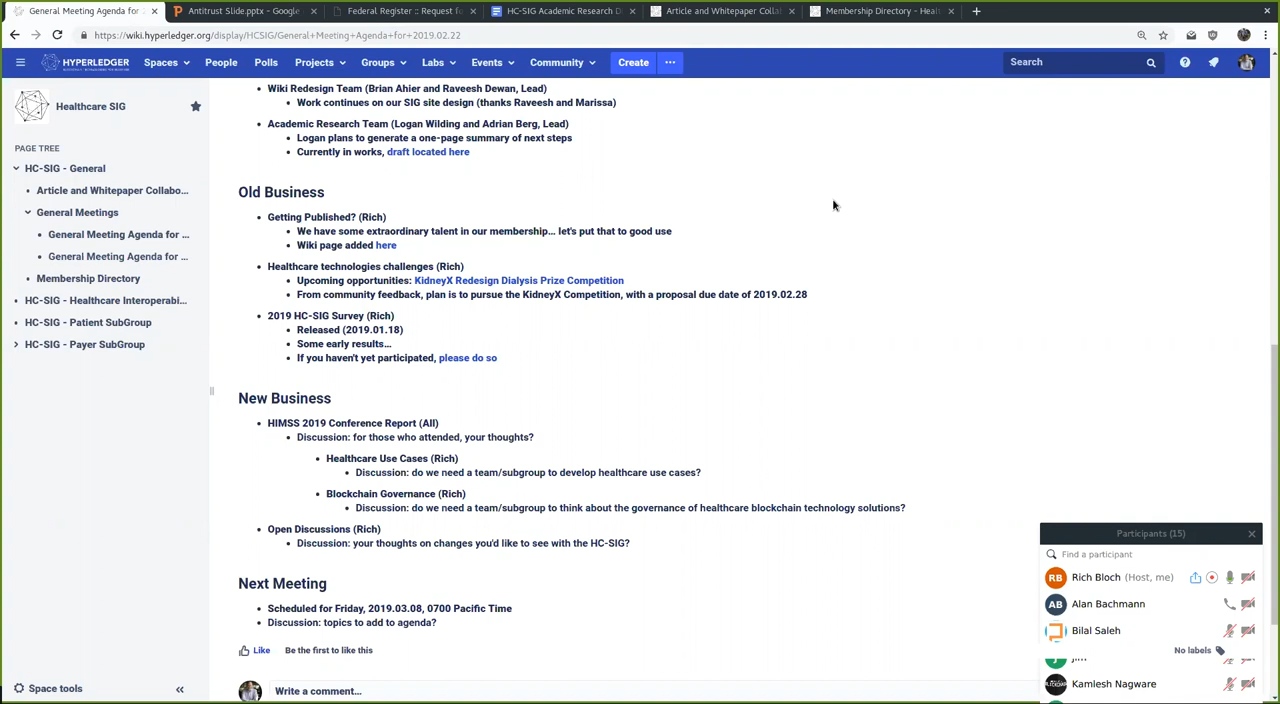 General Meeting Agenda for 2
Antitrust Slide.pptx - Google
Federal Register :: Request fo
HC-SIG Academic Research D
Article and Whitepaper Collab
Membership Directory - Healt
https://wiki.hyperledger.org/display/HCSIG/General+Meeting+Agenda+for+2019.02.22
HYPERLEDGER
Spaces
People
Polls
Projects
Groups
Labs
Events
Community
Create
Search
Healthcare SIG
PAGE TREE
HC-SIG - General
Article and Whitepaper Collabo...
General Meetings
General Meeting Agenda for ...
General Meeting Agenda for ...
Membership Directory
HC-SIG - Healthcare Interoperabi...
HC-SIG - Patient SubGroup
HC-SIG - Payer SubGroup
Space tools
Wiki Redesign Team (Brian Ahier and Raveesh Dewan, Lead)
Work continues on our SIG site design (thanks Raveesh and Marissa)
Academic Research Team (Logan Wilding and Adrian Berg, Lead)
Logan plans to generate a one-page summary of next steps
Currently in works, draft located here
Old Business
Getting Published? (Rich)
We have some extraordinary talent in our membership... let's put that to good use
Wiki page added here
Healthcare technologies challenges (Rich)
Upcoming opportunities: KidneyX Redesign Dialysis Prize Competition
From community feedback, plan is to pursue the KidneyX Competition, with a proposal due date of 2019.02.28
2019 HC-SIG Survey (Rich)
Released (2019.01.18)
Some early results...
If you haven't yet participated, please do so
New Business
HIMSS 2019 Conference Report (All)
Discussion: for those who attended, your thoughts?
Healthcare Use Cases (Rich)
Discussion: do we need a team/subgroup to develop healthcare use cases?
Blockchain Governance (Rich)
Discussion: do we need a team/subgroup to think about the governance of healthcare blockchain technology solutions?
Open Discussions (Rich)
Discussion: your thoughts on changes you'd like to see with the HC-SIG?
Next Meeting
Scheduled for Friday, 2019.03.08, 0700 Pacific Time
Discussion: topics to add to agenda?
Like
Be the first to like this
Write a comment...
Participants (15)
Find a participant
RB Rich Bloch (Host, me)
AB Alan Bachmann
Bilal Saleh
No labels
Kamlesh Nagware